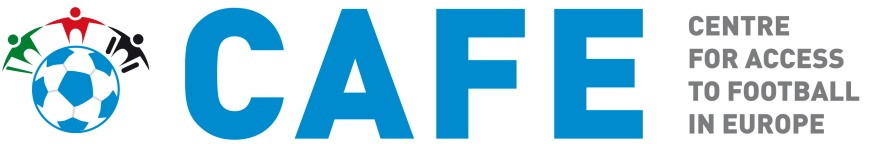 CAFE
CENTRE
FOR ACCESS
TO FOOTBALL
IN EUROPE